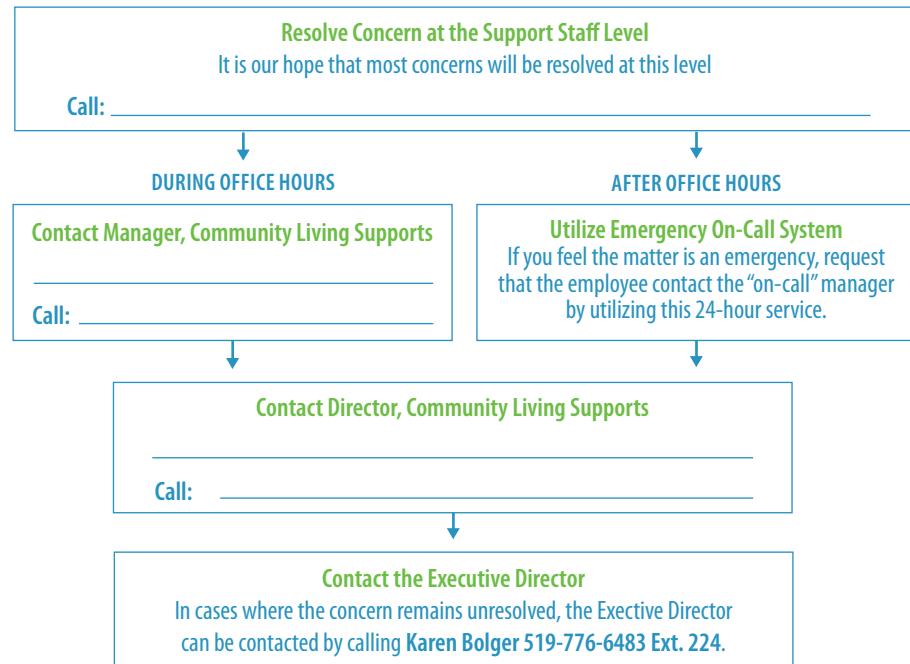 Resolve Concern at the Support Staff Level
It is our hope that most concerns will be resolved at this level
Call:
DURING OFFICE HOURS
Contact Manager, Community Living Supports
Call:
AFTER OFFICE HOURS
Utilize Emergency On-Call System
If you feel the matter is an emergency, request
that the employee contact the “on-call” manager
by utilizing this 24-hour service.
Contact Director, Community Living Supports
Call:
Contact the Executive Director
In cases where the concern remains unresolved, the Exective Director
can be contacted by calling Karen Bolger 519-776-6483 Ext. 224.